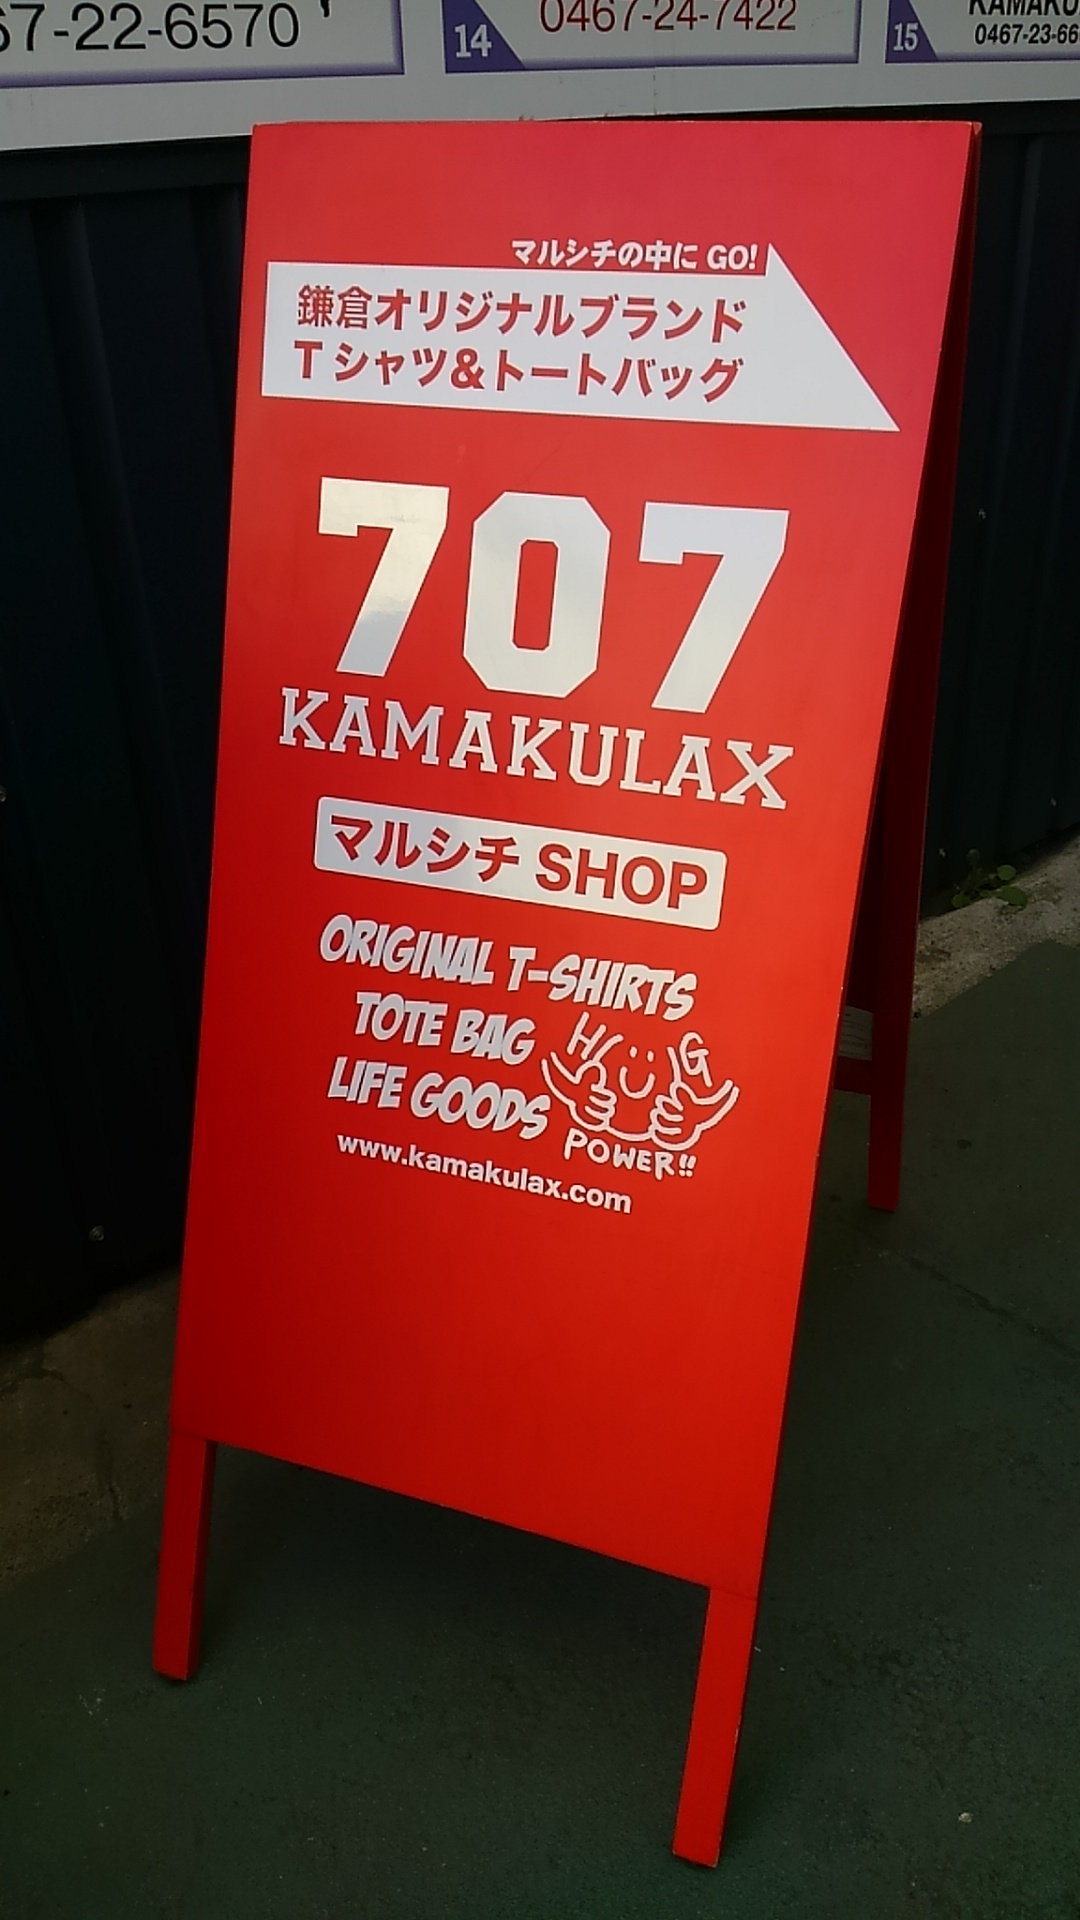 67-22-6570
14
0467-24-7422
15
0467-23-66
マルシチの中に GO!
鎌倉オリジナルブランド
Tシャツ&トートバッグ
707
KAMAKULAX
マルシチ SHOP
ORIGINAL T-SHIRTS
TOTE BAG
LIFE GOODS
HUG
POWER!!
www.kamakulax.com